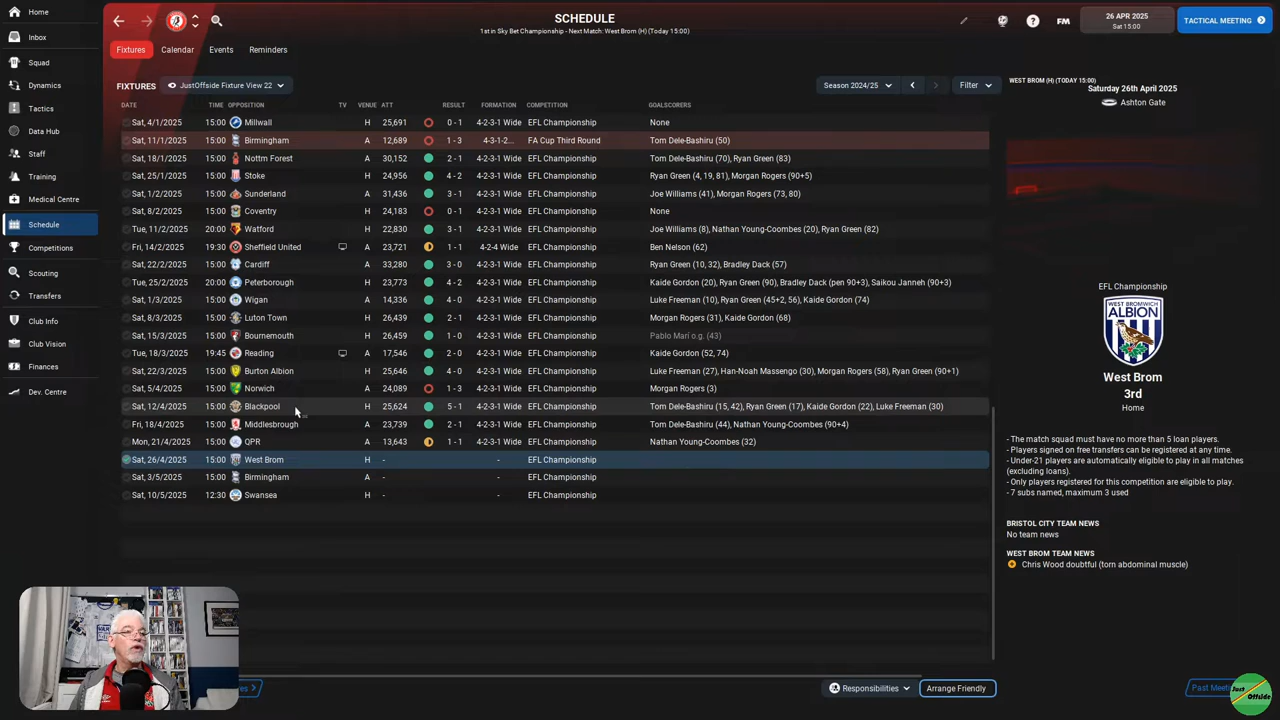 Home
Inbox
Squad
Dynamics
Tactics
Data Hub
Staff
Training
Medical Centre
Schedule
Competitions
Scouting
Transfers
Club Info
Club Vision
Finances
Dev. Centre
SCHEDULE
1st in Sky Bet Championship - Next Match: West Brom (H) (Today 15:00)
FM
26 APR 2025
Sat 15:00
TACTICAL MEETING
Fixtures Calendar Events Reminders
FIXTURES JustOffside Fixture View 22 Season 2024/25 Filter
DATE TIME OPPOSITION TV VENUE ATT RESULT FORMATION COMPETITION GOALSCORERS
Sat, 4/1/2025 15:00 Millwall H 25,691 0 - 1 4-2-3-1 Wide EFL Championship None
Sat, 11/1/2025 15:00 Birmingham A 12,689 1 - 3 4-3-1-2... FA Cup Third Round Tom Dele-Bashiru (50)
Sat, 18/1/2025 15:00 Nottm Forest A 30,152 2 - 1 4-2-3-1 Wide EFL Championship Tom Dele-Bashiru (70), Ryan Green (83)
Sat, 25/1/2025 15:00 Stoke H 24,956 4 - 2 4-2-3-1 Wide EFL Championship Ryan Green (4, 19, 81), Morgan Rogers (90+5)
Sat, 1/2/2025 15:00 Sunderland A 31,436 3 - 1 4-2-3-1 Wide EFL Championship Joe Williams (41), Morgan Rogers (73, 80)
Sat, 8/2/2025 15:00 Coventry H 24,183 0 - 1 4-2-3-1 Wide EFL Championship None
Tue, 11/2/2025 20:00 Watford H 22,830 3 - 1 4-2-3-1 Wide EFL Championship Joe Williams (8), Nathan Young-Coombes (20), Ryan Green (82)
Fri, 14/2/2025 19:30 Sheffield United A 23,721 1 - 1 4-2-4 Wide EFL Championship Ben Nelson (62)
Sat, 22/2/2025 15:00 Cardiff A 33,280 3 - 0 4-2-3-1 Wide EFL Championship Ryan Green (10, 32), Bradley Dack (57)
Tue, 25/2/2025 20:00 Peterborough H 23,773 4 - 2 4-2-3-1 Wide EFL Championship Kaide Gordon (20), Ryan Green (90), Bradley Dack (pen 90+3), Saikou Janneh (90+3)
Sat, 1/3/2025 15:00 Wigan A 14,336 4 - 0 4-2-3-1 Wide EFL Championship Luke Freeman (10), Ryan Green (45+2, 56), Kaide Gordon (74)
Sat, 8/3/2025 15:00 Luton Town H 26,439 2 - 1 4-2-3-1 Wide EFL Championship Morgan Rogers (31), Kaide Gordon (68)
Sat, 15/3/2025 15:00 Bournemouth H 26,459 1 - 0 4-2-3-1 Wide EFL Championship Pablo Marí o.g. (43)
Tue, 18/3/2025 19:45 Reading A 17,546 2 - 0 4-2-3-1 Wide EFL Championship Kaide Gordon (52, 74)
Sat, 22/3/2025 15:00 Burton Albion H 25,646 4 - 0 4-2-3-1 Wide EFL Championship Luke Freeman (27), Han-Noah Massengo (30), Morgan Rogers (58), Ryan Green (90+1)
Sat, 5/4/2025 15:00 Norwich A 24,089 1 - 3 4-2-3-1 Wide EFL Championship Morgan Rogers (3)
Sat, 12/4/2025 15:00 Blackpool H 25,624 5 - 1 4-2-3-1 Wide EFL Championship Tom Dele-Bashiru (15, 42), Ryan Green (17), Kaide Gordon (22), Luke Freeman (30)
Fri, 18/4/2025 15:00 Middlesbrough A 23,739 2 - 1 4-2-3-1 Wide EFL Championship Tom Dele-Bashiru (44), Nathan Young-Coombes (90+4)
Mon, 21/4/2025 15:00 QPR A 13,643 1 - 1 4-2-3-1 Wide EFL Championship Nathan Young-Coombes (32)
Sat, 26/4/2025 15:00 West Brom H - - EFL Championship
Sat, 3/5/2025 15:00 Birmingham A - - EFL Championship
Sat, 10/5/2025 12:30 Swansea H - - EFL Championship
Responsibilities Arrange Friendly
WEST BROM (H) (TODAY 15:00)
Saturday 26th April 2025
Ashton Gate
EFL Championship
WEST BROMWICH
ALBION
West Brom
3rd
Home
- The match squad must have no more than 5 loan players.
- Players signed on free transfers can be registered at any time.
- Under-21 players are automatically eligible to play in all matches
(excluding loans).
- Only players registered for this competition are eligible to play.
- 7 subs named, maximum 3 used
BRISTOL CITY TEAM NEWS
No team news
WEST BROM TEAM NEWS
Chris Wood doubtful (torn abdominal muscle)
Past Meeti
Just
Offside